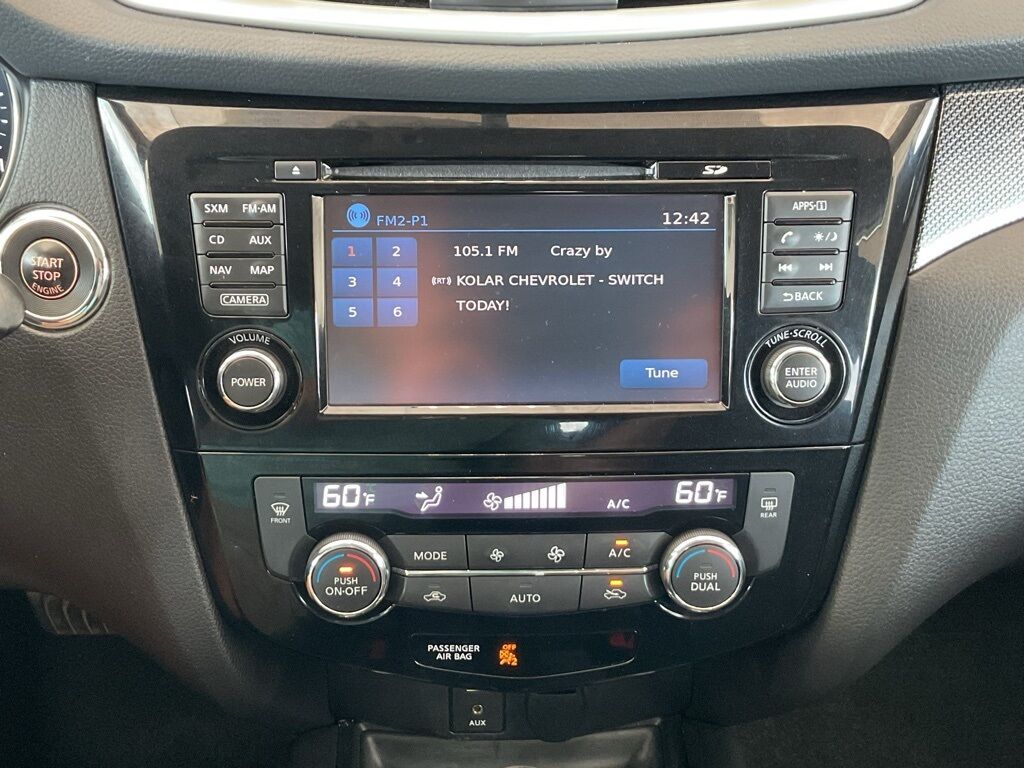 SD
SXM FM·AM
CD AUX
NAV MAP
CAMERA
FM2-P1 12:42
1 2
3 4
5 6
105.1 FM Crazy by
(RT) KOLAR CHEVROLET - SWITCH
TODAY!
Tune
APPS·i
BACK
START
STOP
ENGINE
VOLUME
POWER
TUNE·SCROLL
ENTER
AUDIO
FRONT
60°F A/C 60°F
REAR
PUSH
ON·OFF
MODE
A/C
AUTO
PUSH
DUAL
PASSENGER
AIR BAG
OFF
AUX